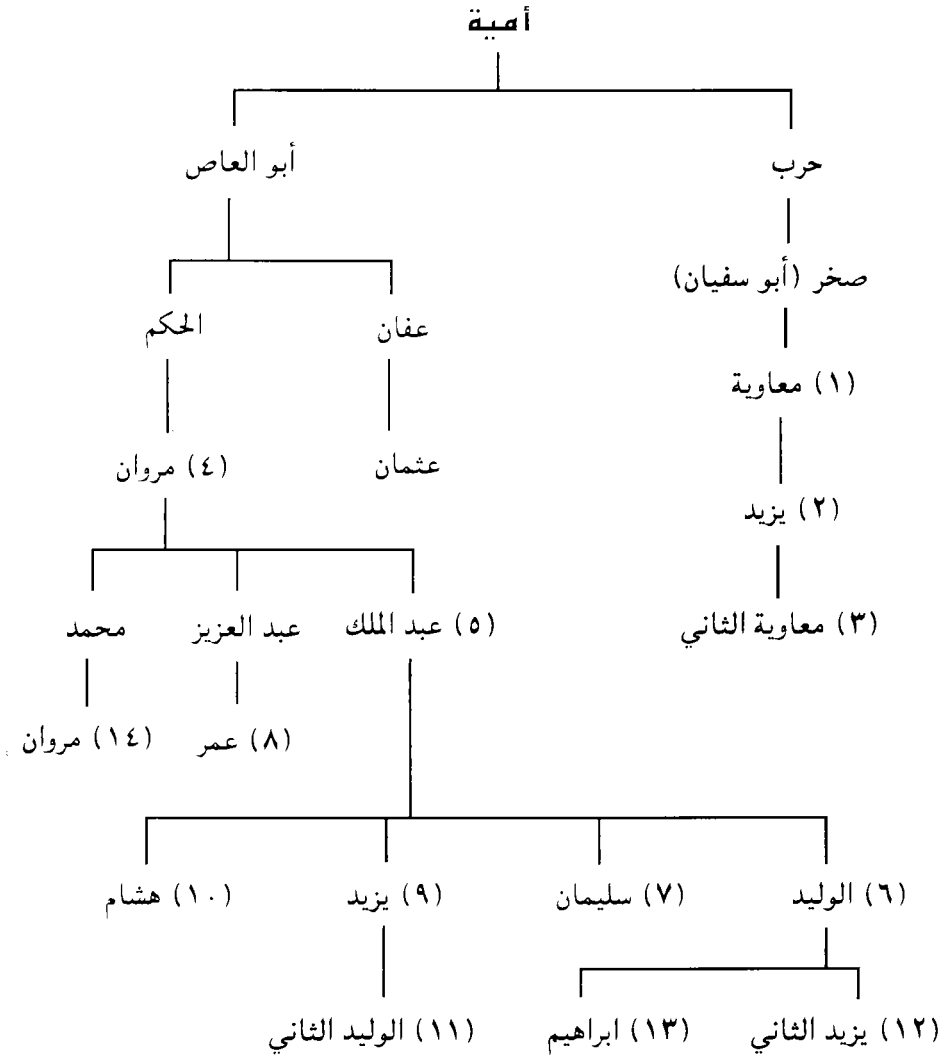 أمية
حرب
أبو العاص
صخر (أبو سفيان)
عفان
الحكم
(١) معاوية
عثمان
(٤) مروان
(٢) يزيد
(٣) معاوية الثاني
(٥) عبد الملك
عبد العزيز
محمد
(٨) عمر
(١٤) مروان
(٦) الوليد
(٧) سليمان
(٩) يزيد
(١٠) هشام
(١٢) يزيد الثاني
(١٣) ابراهيم
(١١) الوليد الثاني